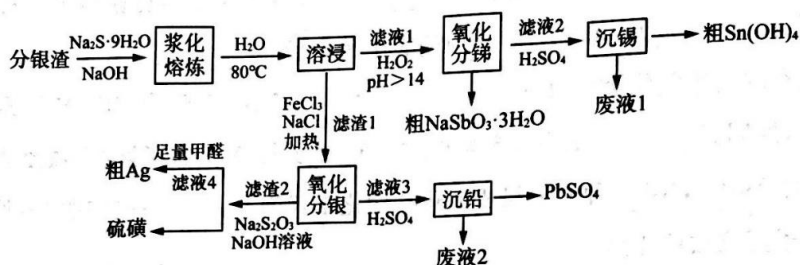 分银渣
Na₂S·9H₂O
NaOH
浆化
熔炼
H₂O
80℃
溶浸
滤液1
H₂O₂
pH>14
氧化
分锑
滤液2
H₂SO₄
沉锡
粗Sn(OH)₄
废液1
粗NaSbO₃·3H₂O
FeCl₃
NaCl
加热
滤渣1
粗Ag
足量甲醛
滤液4
硫磺
滤渣2
Na₂S₂O₃
NaOH溶液
氧化
分银
滤液3
H₂SO₄
沉铅
PbSO₄
废液2